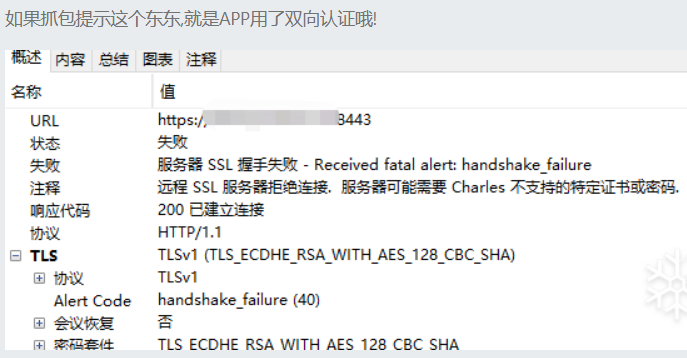 如果抓包提示这个东东,就是APP用了双向认证哦!
概述 内容 总结 图表 注释
名称 值
URL https:// 8443
状态 失败
失败 服务器 SSL 握手失败 - Received fatal alert: handshake_failure
注释 远程 SSL 服务器拒绝连接. 服务器可能需要 Charles 不支持的特定证书或密码.
响应代码 200 已建立连接
协议 HTTP/1.1
TLS TLSv1 (TLS_ECDHE_RSA_WITH_AES_128_CBC_SHA)
协议 TLSv1
Alert Code handshake_failure (40)
会议恢复 否
密码套件 TLS_ECDHE_RSA_WITH_AES_128_CBC_SHA